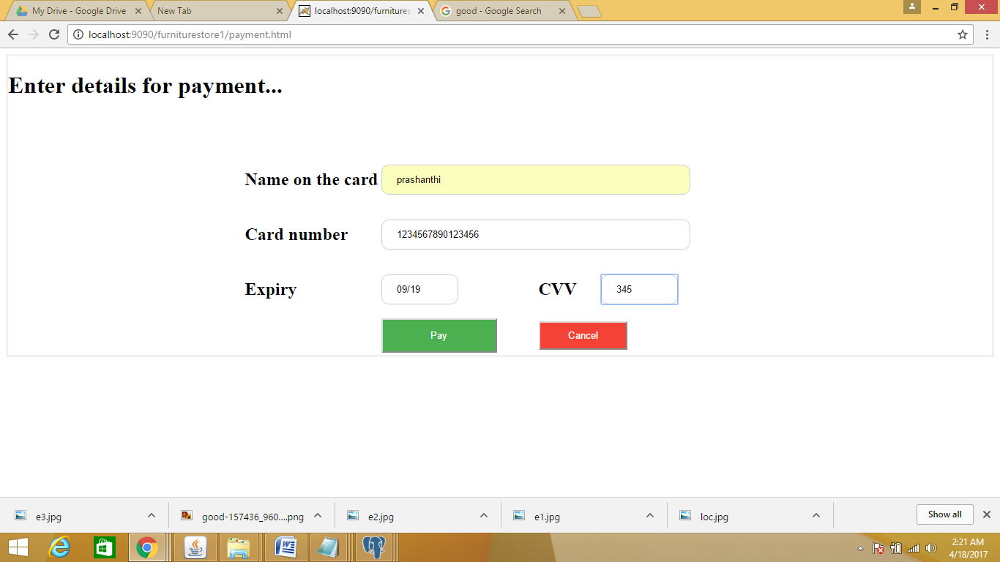 My Drive - Google Drive
New Tab
localhost:9090/furnitures
good - Google Search
localhost:9090/furniturestore1/payment.html
Enter details for payment...
Name on the card prashanthi
Card number 1234567890123456
Expiry 09/19 CVV 345
Pay Cancel
e3.jpg good-157436_960....png e2.jpg e1.jpg loc.jpg Show all
2:21 AM
4/18/2017